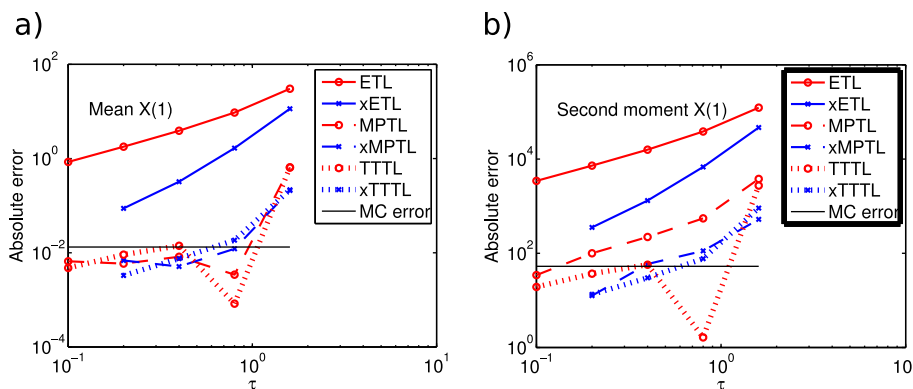 a)
10^2
10^0
10^-2
10^-4
Absolute error
Mean X(1)
ETL
xETL
MPTL
xMPTL
TTTL
xTTTL
MC error
10^-1
10^0
10^1
τ
b)
10^6
10^4
10^2
10^0
Absolute error
Second moment X(1)
ETL
xETL
MPTL
xMPTL
TTTL
xTTTL
MC error
10^-1
10^0
10
τ